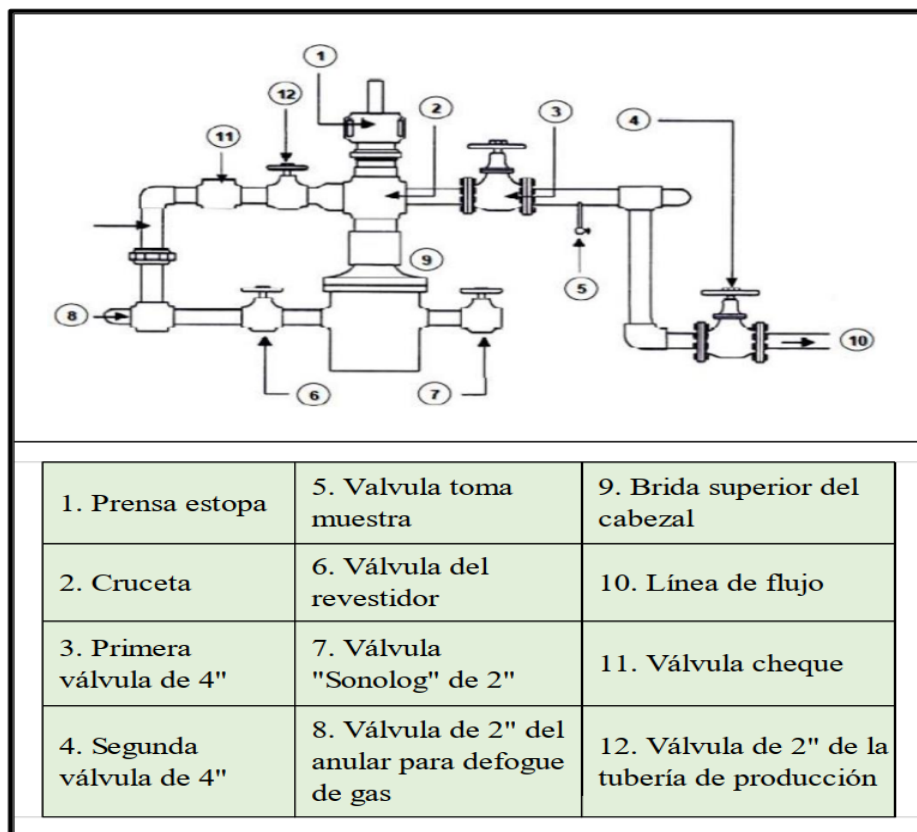 1
12
2
3
4
11
9
5
8
10
6
7
1. Prensa estopa
5. Valvula toma
muestra
9. Brida superior del
cabezal
2. Cruceta
6. Válvula del
revestidor
10. Línea de flujo
3. Primera
válvula de 4"
7. Válvula
"Sonolog" de 2"
11. Válvula cheque
4. Segunda
válvula de 4"
8. Válvula de 2" del
anular para defogue
de gas
12. Válvula de 2" de la
tubería de producción